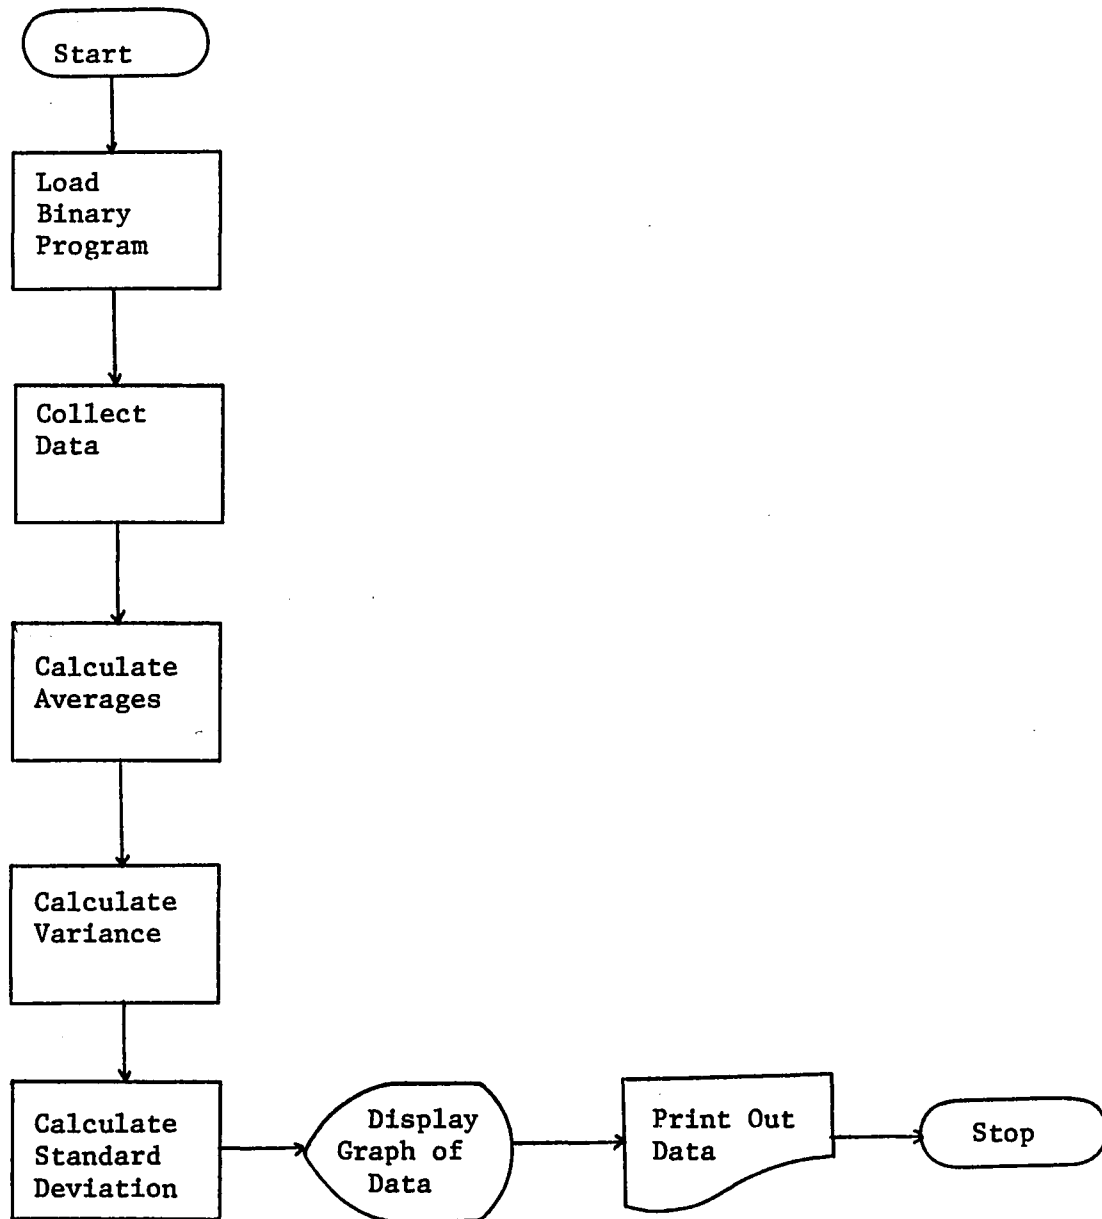 Start
Load
Binary
Program
Collect
Data
Calculate
Averages
Calculate
Variance
Calculate
Standard
Deviation
Display
Graph of
Data
Print Out
Data
Stop